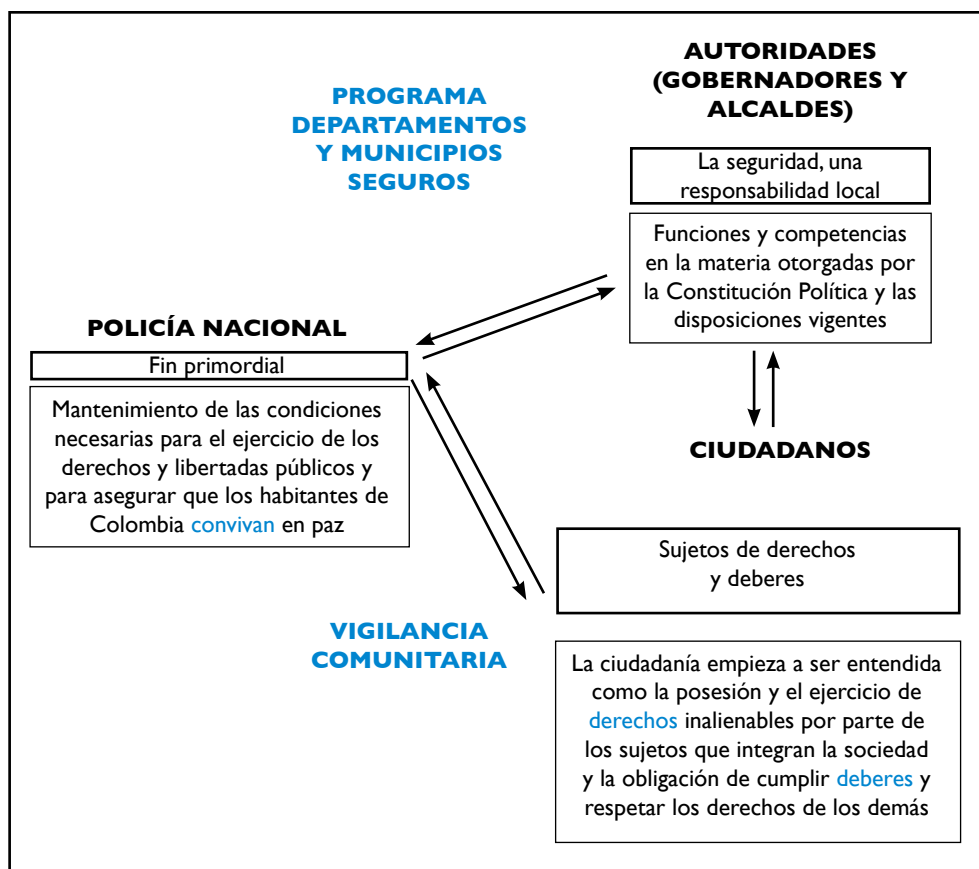 PROGRAMA
DEPARTAMENTOS
Y MUNICIPIOS
SEGUROS
AUTORIDADES
(GOBERNADORES Y
ALCALDES)
La seguridad, una
responsabilidad local
Funciones y competencias
en la materia otorgadas por
la Constitución Política y las
disposiciones vigentes
POLICÍA NACIONAL
Fin primordial
Mantenimiento de las condiciones
necesarias para el ejercicio de los
derechos y libertadas públicos y
para asegurar que los habitantes de
Colombia convivan en paz
CIUDADANOS
Sujetos de derechos
y deberes
VIGILANCIA
COMUNITARIA
La ciudadanía empieza a ser entendida
como la posesión y el ejercicio de
derechos inalienables por parte de
los sujetos que integran la sociedad
y la obligación de cumplir deberes y
respetar los derechos de los demás